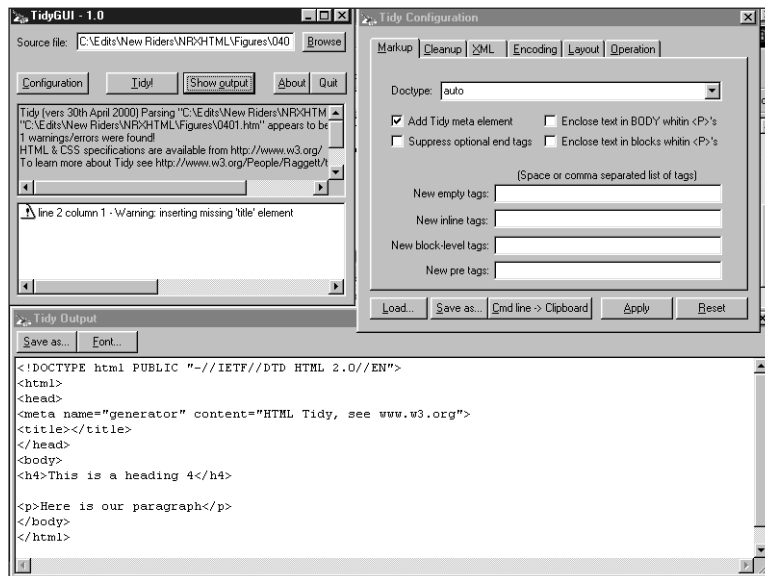 TidyGUI - 1.0
Source file: C:\Edits\New Riders\NRXHTML\Figures\040 Browse
Configuration Tidy! Show output About Quit
Tidy (vers 30th April 2000) Parsing "C:\Edits\New Riders\NRXHTM
"C:\Edits\New Riders\NRXHTML\Figures\0401.htm" appears to be
1 warnings/errors were found!
HTML & CSS specifications are available from http://www.w3.org/
To learn more about Tidy see http://www.w3.org/People/Raggett/t
line 2 column 1 - Warning: inserting missing 'title' element
Tidy Configuration
Markup Cleanup XML Encoding Layout Operation
Doctype: auto
Add Tidy meta element Enclose text in BODY whitin <P>'s
Suppress optional end tags Enclose text in blocks whitin <P>'s
(Space or comma separated list of tags)
New empty tags:
New inline tags:
New block-level tags:
New pre tags:
Load... Save as... Cmd line -> Clipboard Apply Reset
Tidy Output
Save as... Font...
<!DOCTYPE html PUBLIC "-//IETF//DTD HTML 2.0//EN">
<html>
<head>
<meta name="generator" content="HTML Tidy, see www.w3.org">
<title></title>
</head>
<body>
<h4>This is a heading 4</h4>
<p>Here is our paragraph</p>
</body>
</html>